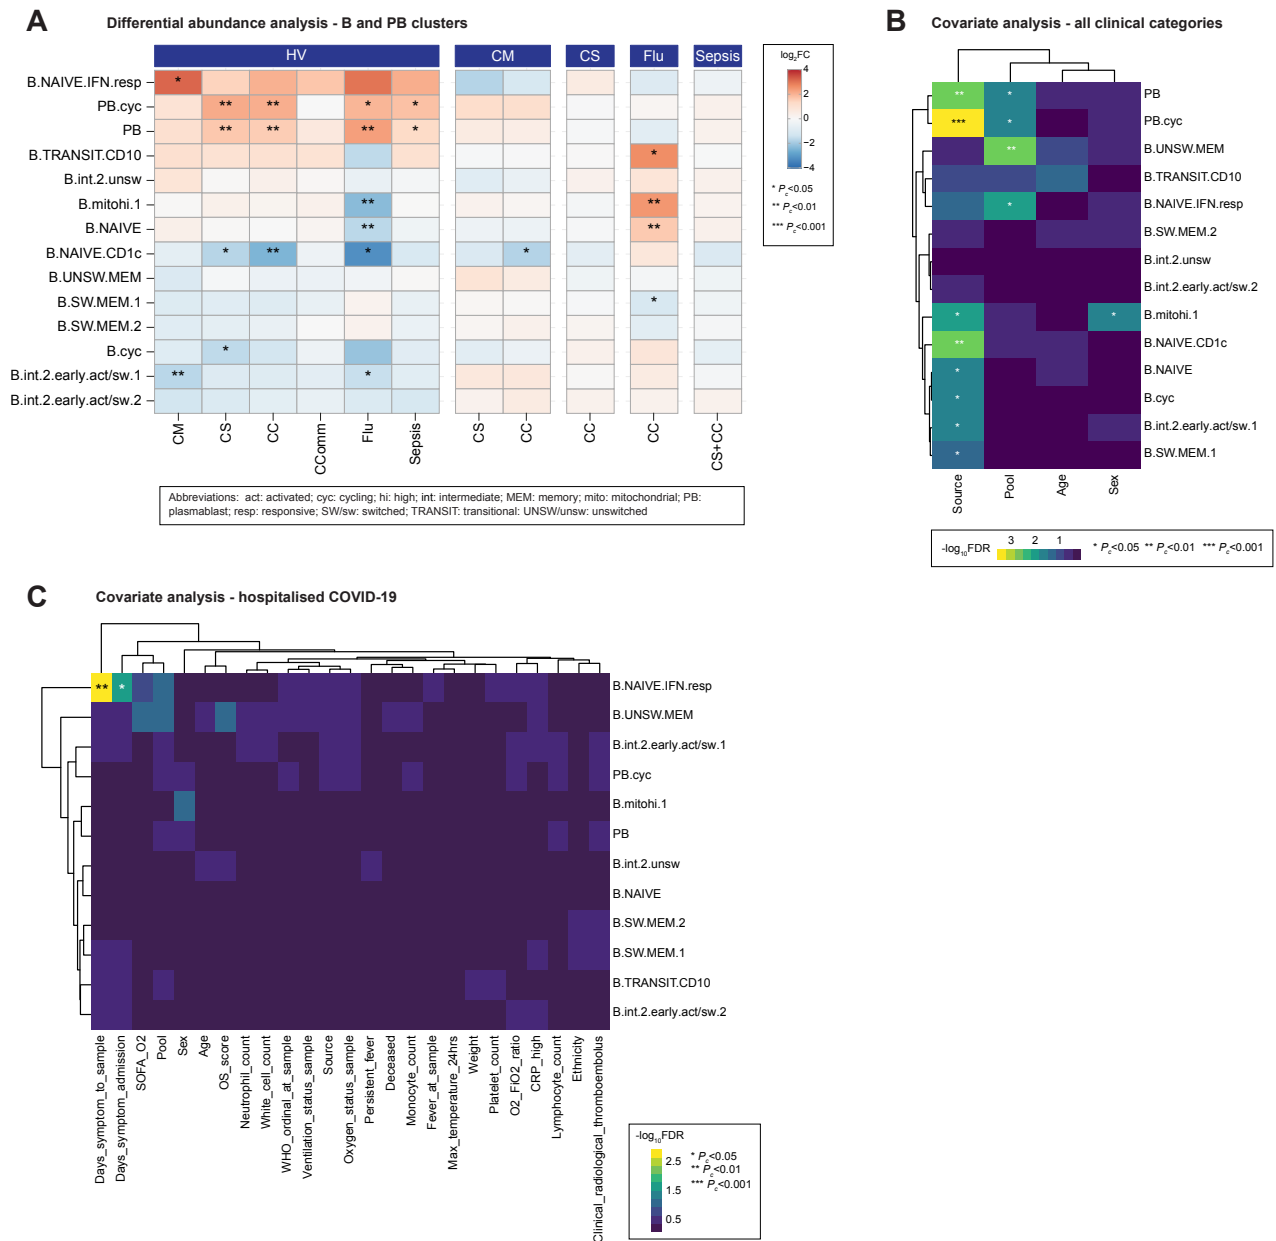 A
Differential abundance analysis - B and PB clusters
HV
CM
CS
Flu
Sepsis
B.NAIVE.IFN.resp
*
PB.cyc
** ** * *
PB
** ** ** *
B.TRANSIT.CD10
*
B.int.2.unsw
B.mitohi.1
** **
B.NAIVE
** **
B.NAIVE.CD1c
* ** * *
B.UNSW.MEM
B.SW.MEM.1
*
B.SW.MEM.2
B.cyc
*
B.int.2.early.act/sw.1
** *
B.int.2.early.act/sw.2
CM
CS
CC
CComm
Flu
Sepsis
CS
CC
CC
CC
CS+CC
log2FC
4
2
0
−2
−4
* Pc<0.05
** Pc<0.01
*** Pc<0.001
Abbreviations: act: activated; cyc: cycling; hi: high; int: intermediate; MEM: memory; mito: mitochondrial; PB:
plasmablast; resp: responsive; SW/sw: switched; TRANSIT: transitional: UNSW/unsw: unswitched
B
Covariate analysis - all clinical categories
** * PB
*** * PB.cyc
** B.UNSW.MEM
B.TRANSIT.CD10
* B.NAIVE.IFN.resp
B.SW.MEM.2
B.int.2.unsw
B.int.2.early.act/sw.2
* * B.mitohi.1
** B.NAIVE.CD1c
* B.NAIVE
* B.cyc
* B.int.2.early.act/sw.1
* B.SW.MEM.1
Source
Pool
Age
Sex
-log10FDR
3 2 1
* Pc<0.05 ** Pc<0.01 *** Pc<0.001
C
Covariate analysis - hospitalised COVID-19
** * B.NAIVE.IFN.resp
B.UNSW.MEM
B.int.2.early.act/sw.1
PB.cyc
B.mitohi.1
PB
B.int.2.unsw
B.NAIVE
B.SW.MEM.2
B.SW.MEM.1
B.TRANSIT.CD10
B.int.2.early.act/sw.2
Days_symptom_to_sample
Days_symptom_admission
SOFA_O2
Pool
Sex
Age
OS_score
Neutrophil_count
White_cell_count
WHO_ordinal_at_sample
Ventilation_status_sample
Source
Oxygen_status_sample
Persistent_fever
Deceased
Monocyte_count
Fever_at_sample
Max_temperature_24hrs
Weight
Platelet_count
O2_FiO2_ratio
CRP_high
Lymphocyte_count
Ethnicity
Clinical_radiological_thromboembolus
-log10FDR
2.5
1.5
0.5
* Pc<0.05
** Pc<0.01
*** Pc<0.001